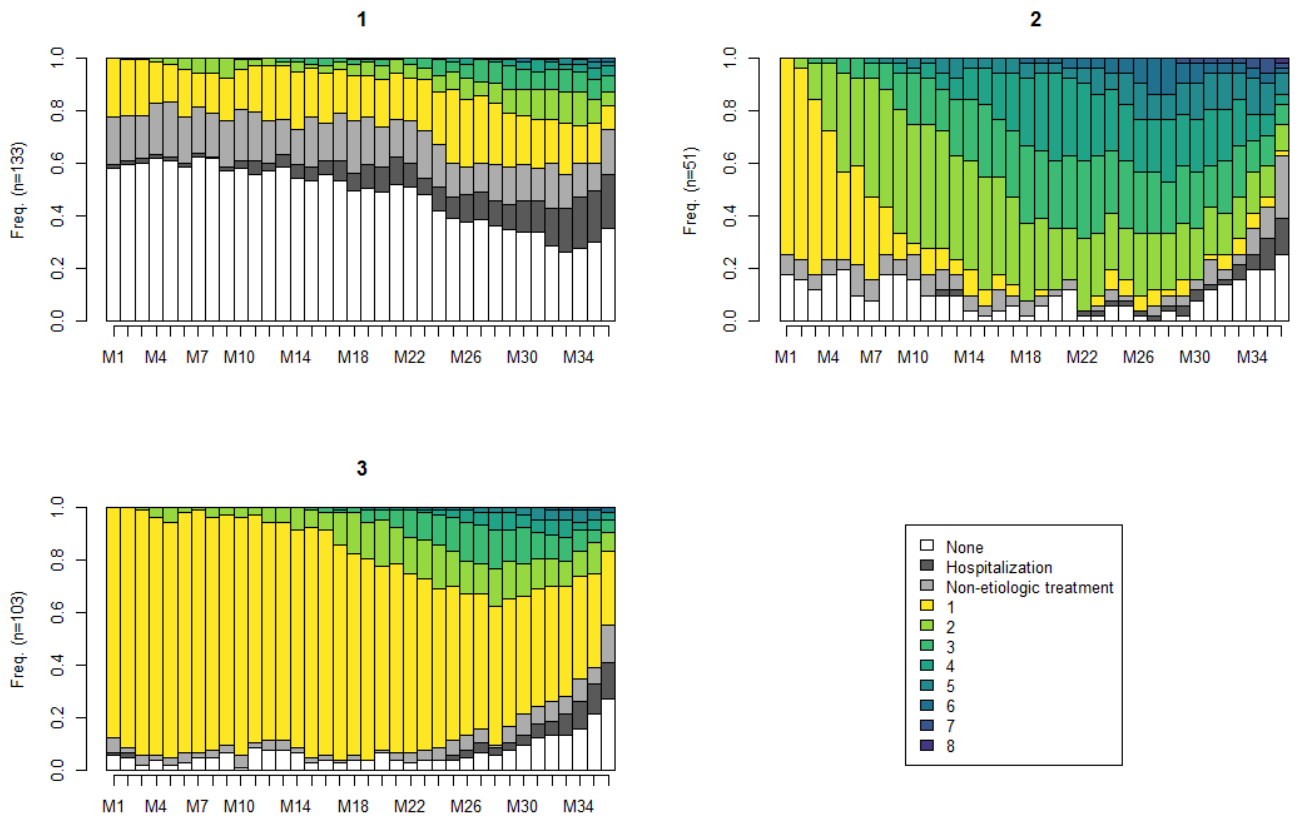 1
Freq. (n=133)
0.0 0.2 0.4 0.6 0.8 1.0
M1 M4 M7 M10 M14 M18 M22 M26 M30 M34
2
Freq. (n=51)
0.0 0.2 0.4 0.6 0.8 1.0
M1 M4 M7 M10 M14 M18 M22 M26 M30 M34
3
Freq. (n=103)
0.0 0.2 0.4 0.6 0.8 1.0
M1 M4 M7 M10 M14 M18 M22 M26 M30 M34
None
Hospitalization
Non-etiologic treatment
1
2
3
4
5
6
7
8